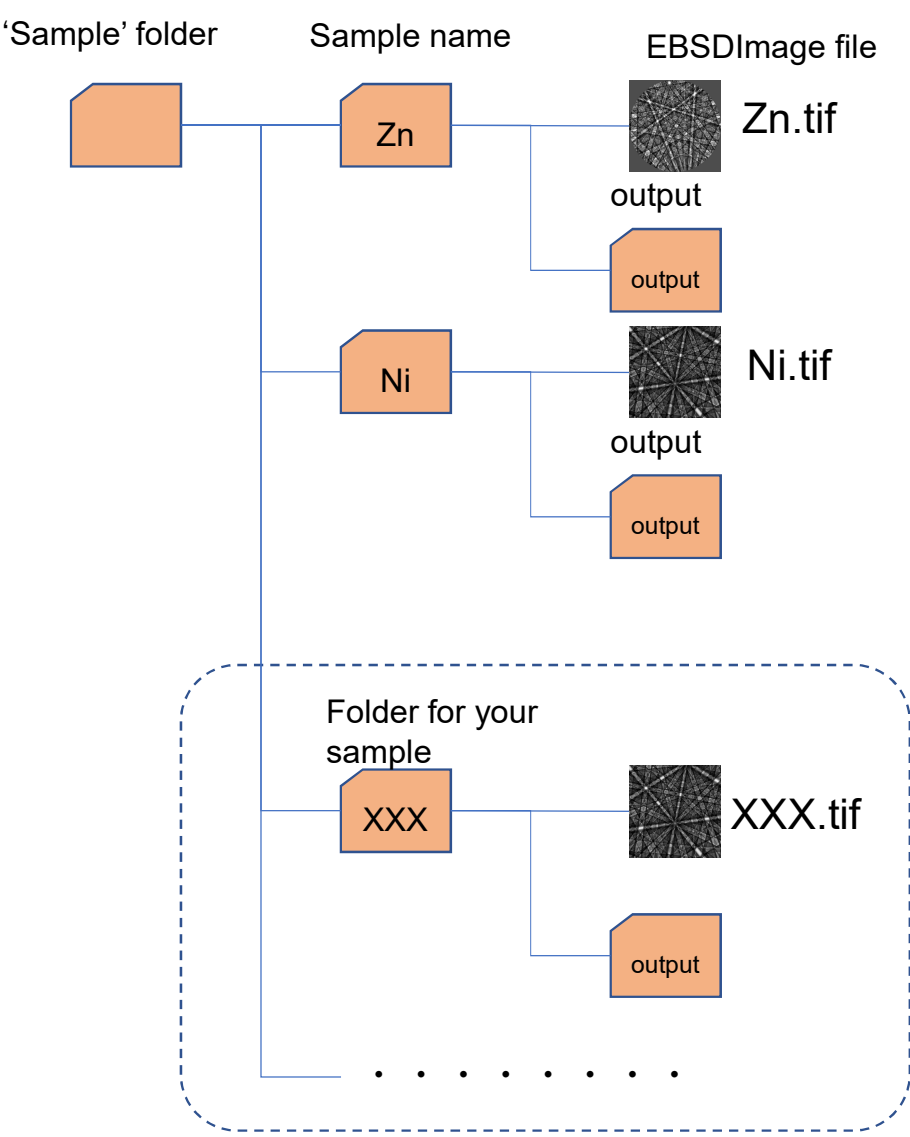 ‘Sample’ folder
Sample name
EBSDImage file
Zn
Zn.tif
output
output
Ni
Ni.tif
output
output
Folder for your
sample
XXX
XXX.tif
output
• • • • • • • •